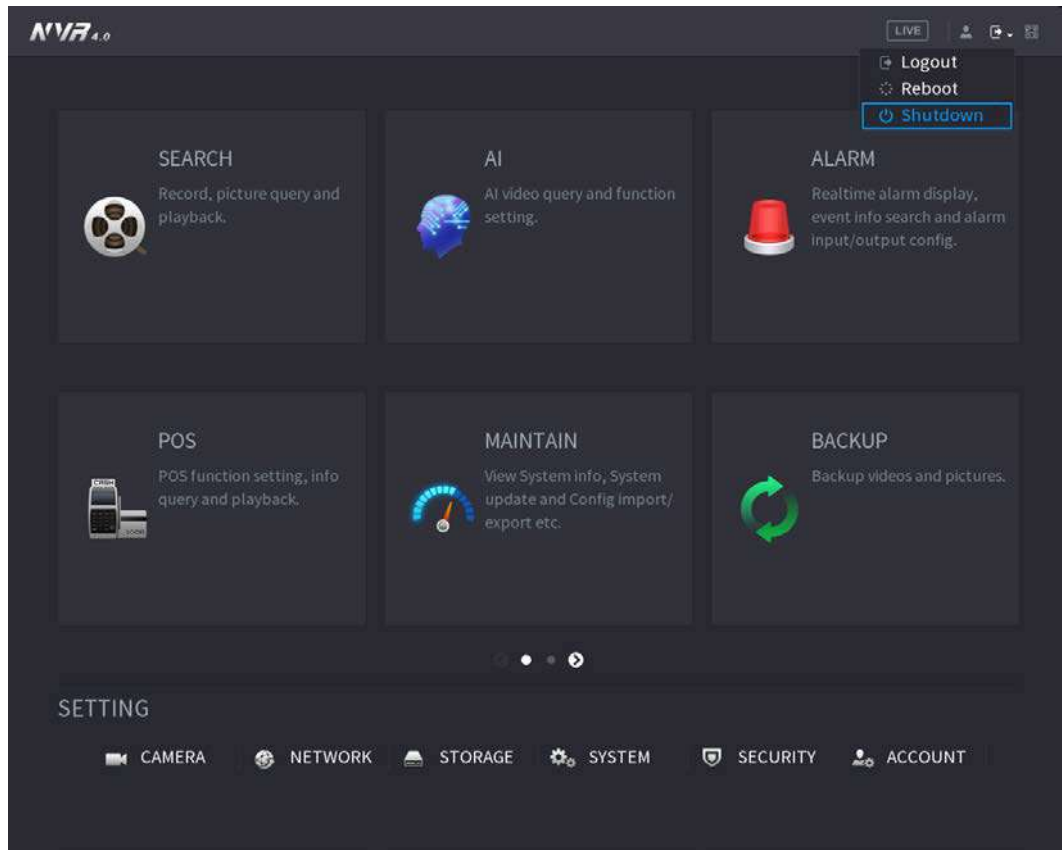 NVR 4.0
LIVE
Logout
Reboot
Shutdown
SEARCH
Record, picture query and
playback.
AI
AI video query and function
setting.
ALARM
Realtime alarm display,
event info search and alarm
input/output config.
POS
POS function setting, info
query and playback.
MAINTAIN
View System info, System
update and Config import/
export etc.
BACKUP
Backup videos and pictures.
SETTING
CAMERA
NETWORK
STORAGE
SYSTEM
SECURITY
ACCOUNT